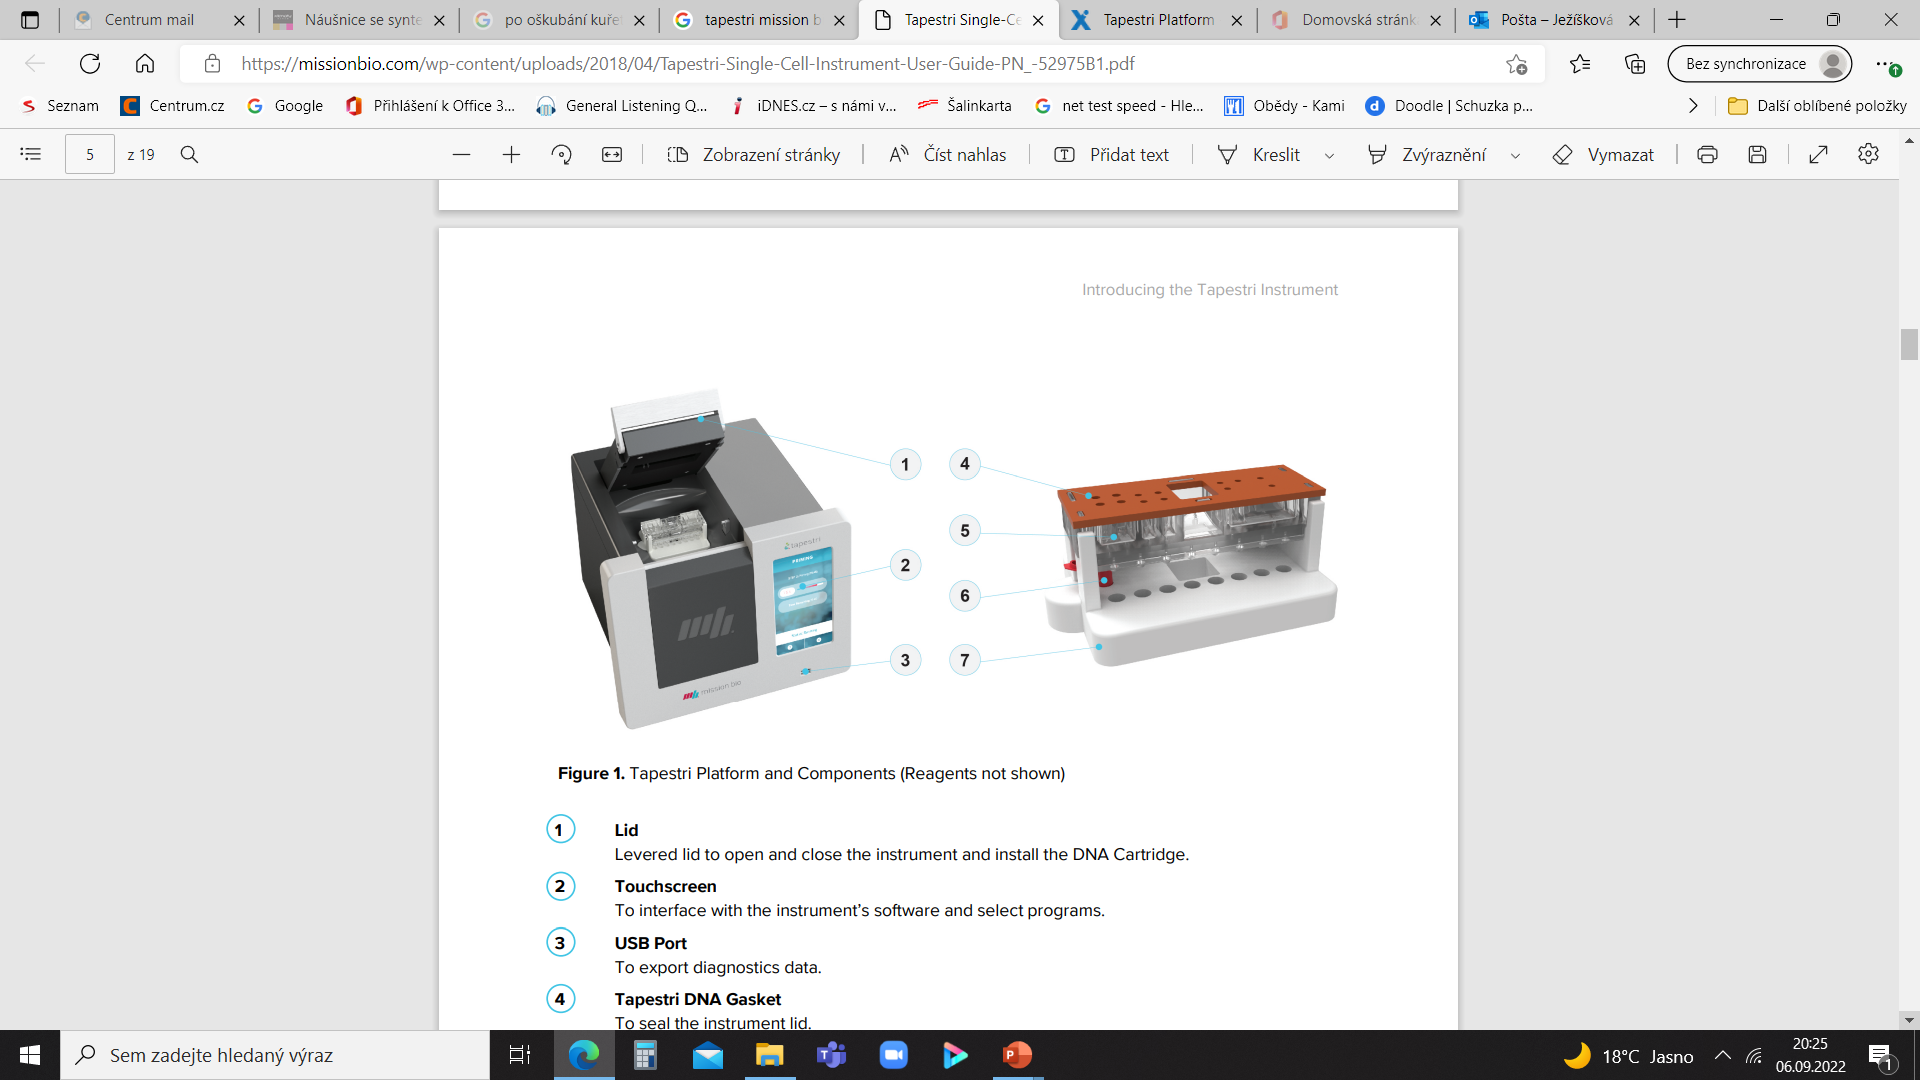 Centrum mail
Náušnice se synte
po oškubání kuře
tapestri mission b
Tapestri Single-Ce
Tapestri Platform
Domovská stránk
Pošta – Ježíšková
https://missionbio.com/wp-content/uploads/2018/04/Tapestri-Single-Cell-Instrument-User-Guide-PN_-52975B1.pdf
Bez synchronizace
Seznam
Centrum.cz
Google
Přihlášení k Office 3...
General Listening Q...
iDNES.cz – s námi v...
Šalinkarta
net test speed - Hle...
Obědy - Kami
Doodle | Schuzka p...
Další oblíbené položky
5
z 19
Zobrazení stránky
Číst nahlas
Přidat text
Kreslit
Zvýraznění
Vymazat
Introducing the Tapestri Instrument
1
4
5
2
6
3
7
tapestri
PRIMING
mission bio
Figure 1. Tapestri Platform and Components (Reagents not shown)
1 Lid
Levered lid to open and close the instrument and install the DNA Cartridge.
2 Touchscreen
To interface with the instrument's software and select programs.
3 USB Port
To export diagnostics data.
4 Tapestri DNA Gasket
To seal the instrument lid.
Sem zadejte hledaný výraz
18°C Jasno
20:25
06.09.2022
1